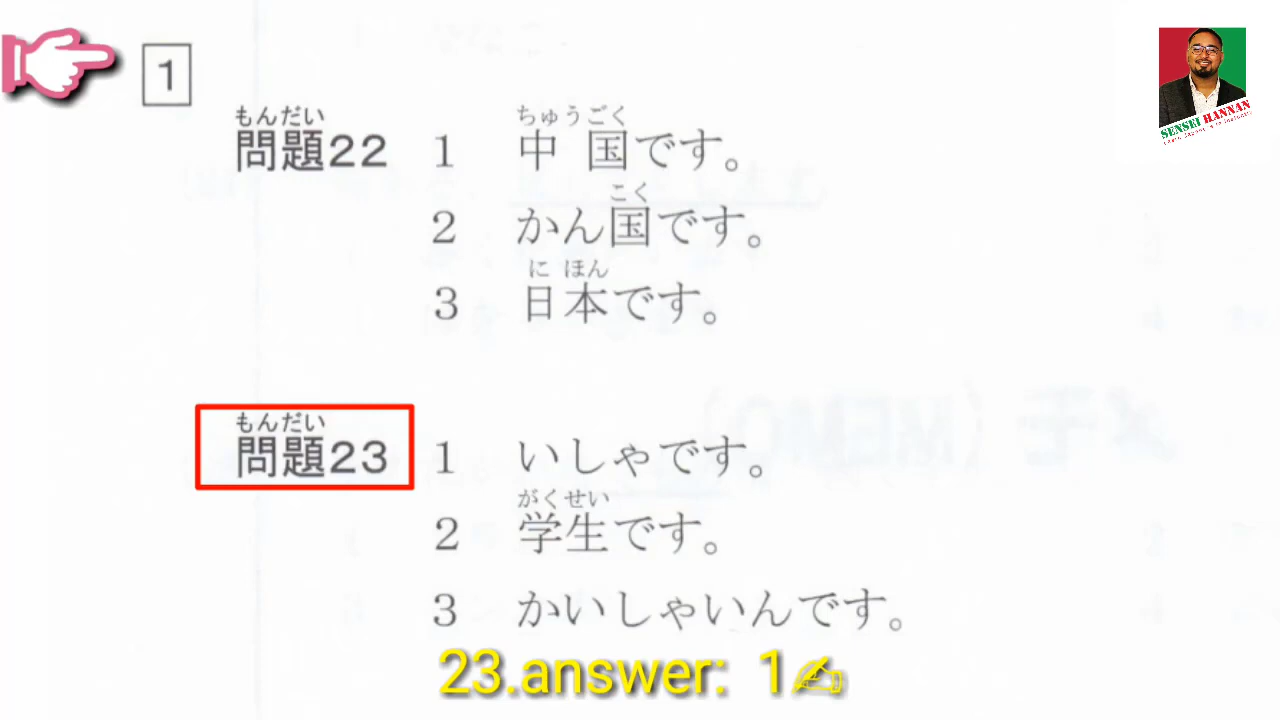 1
SENSEI HANNAN
もんだい ちゅうごく
問題22 1 中国です。
こく
2 かん国です。
に ほん
3 日本です。
もんだい
問題23 1 いしゃです。
がくせい
2 学生です。
3 かいしゃいんです。
23.answer: 1✍